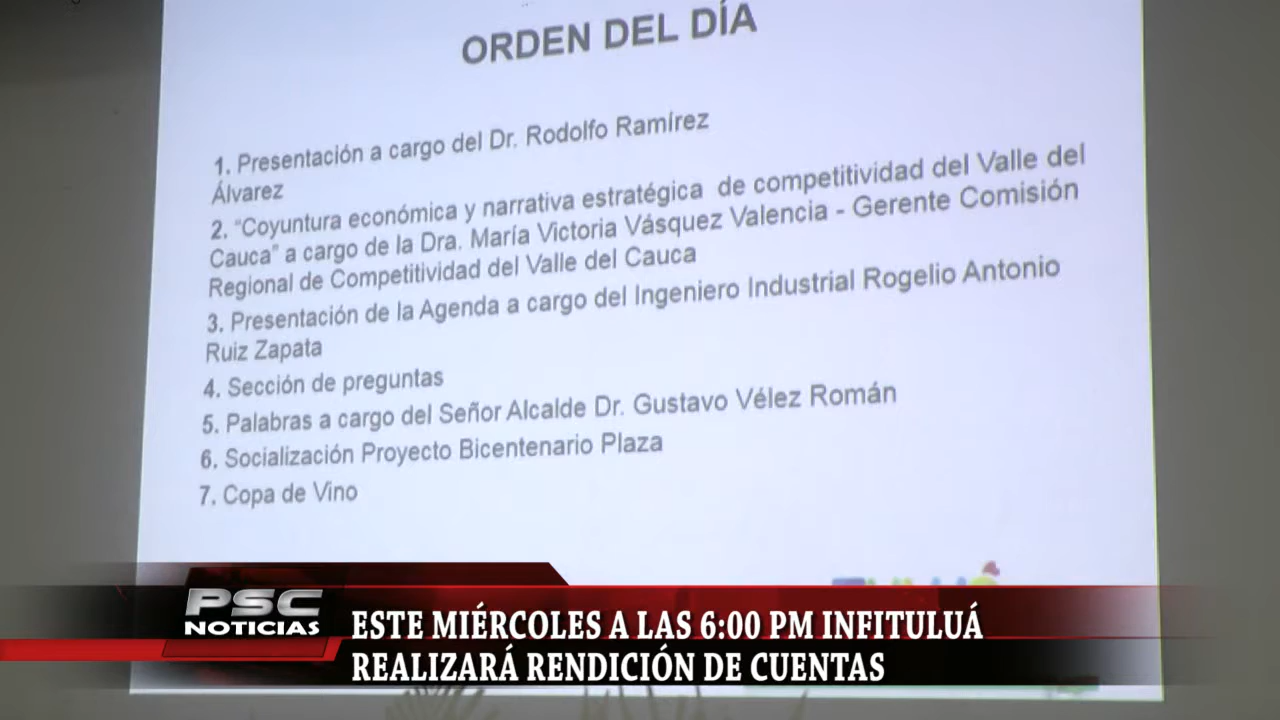 ORDEN DEL DÍA
1. Presentación a cargo del Dr. Rodolfo Ramírez
Álvarez
2. “Coyuntura económica y narrativa estratégica de competitividad del Valle del
Cauca” a cargo de la Dra. María Victoria Vásquez Valencia - Gerente Comisión
Regional de Competitividad del Valle del Cauca
3. Presentación de la Agenda a cargo del Ingeniero Industrial Rogelio Antonio
Ruiz Zapata
4. Sección de preguntas
5. Palabras a cargo del Señor Alcalde Dr. Gustavo Vélez Román
6. Socialización Proyecto Bicentenario Plaza
7. Copa de Vino
PSC
NOTICIAS
ESTE MIÉRCOLES A LAS 6:00 PM INFITULUÁ
REALIZARÁ RENDICIÓN DE CUENTAS